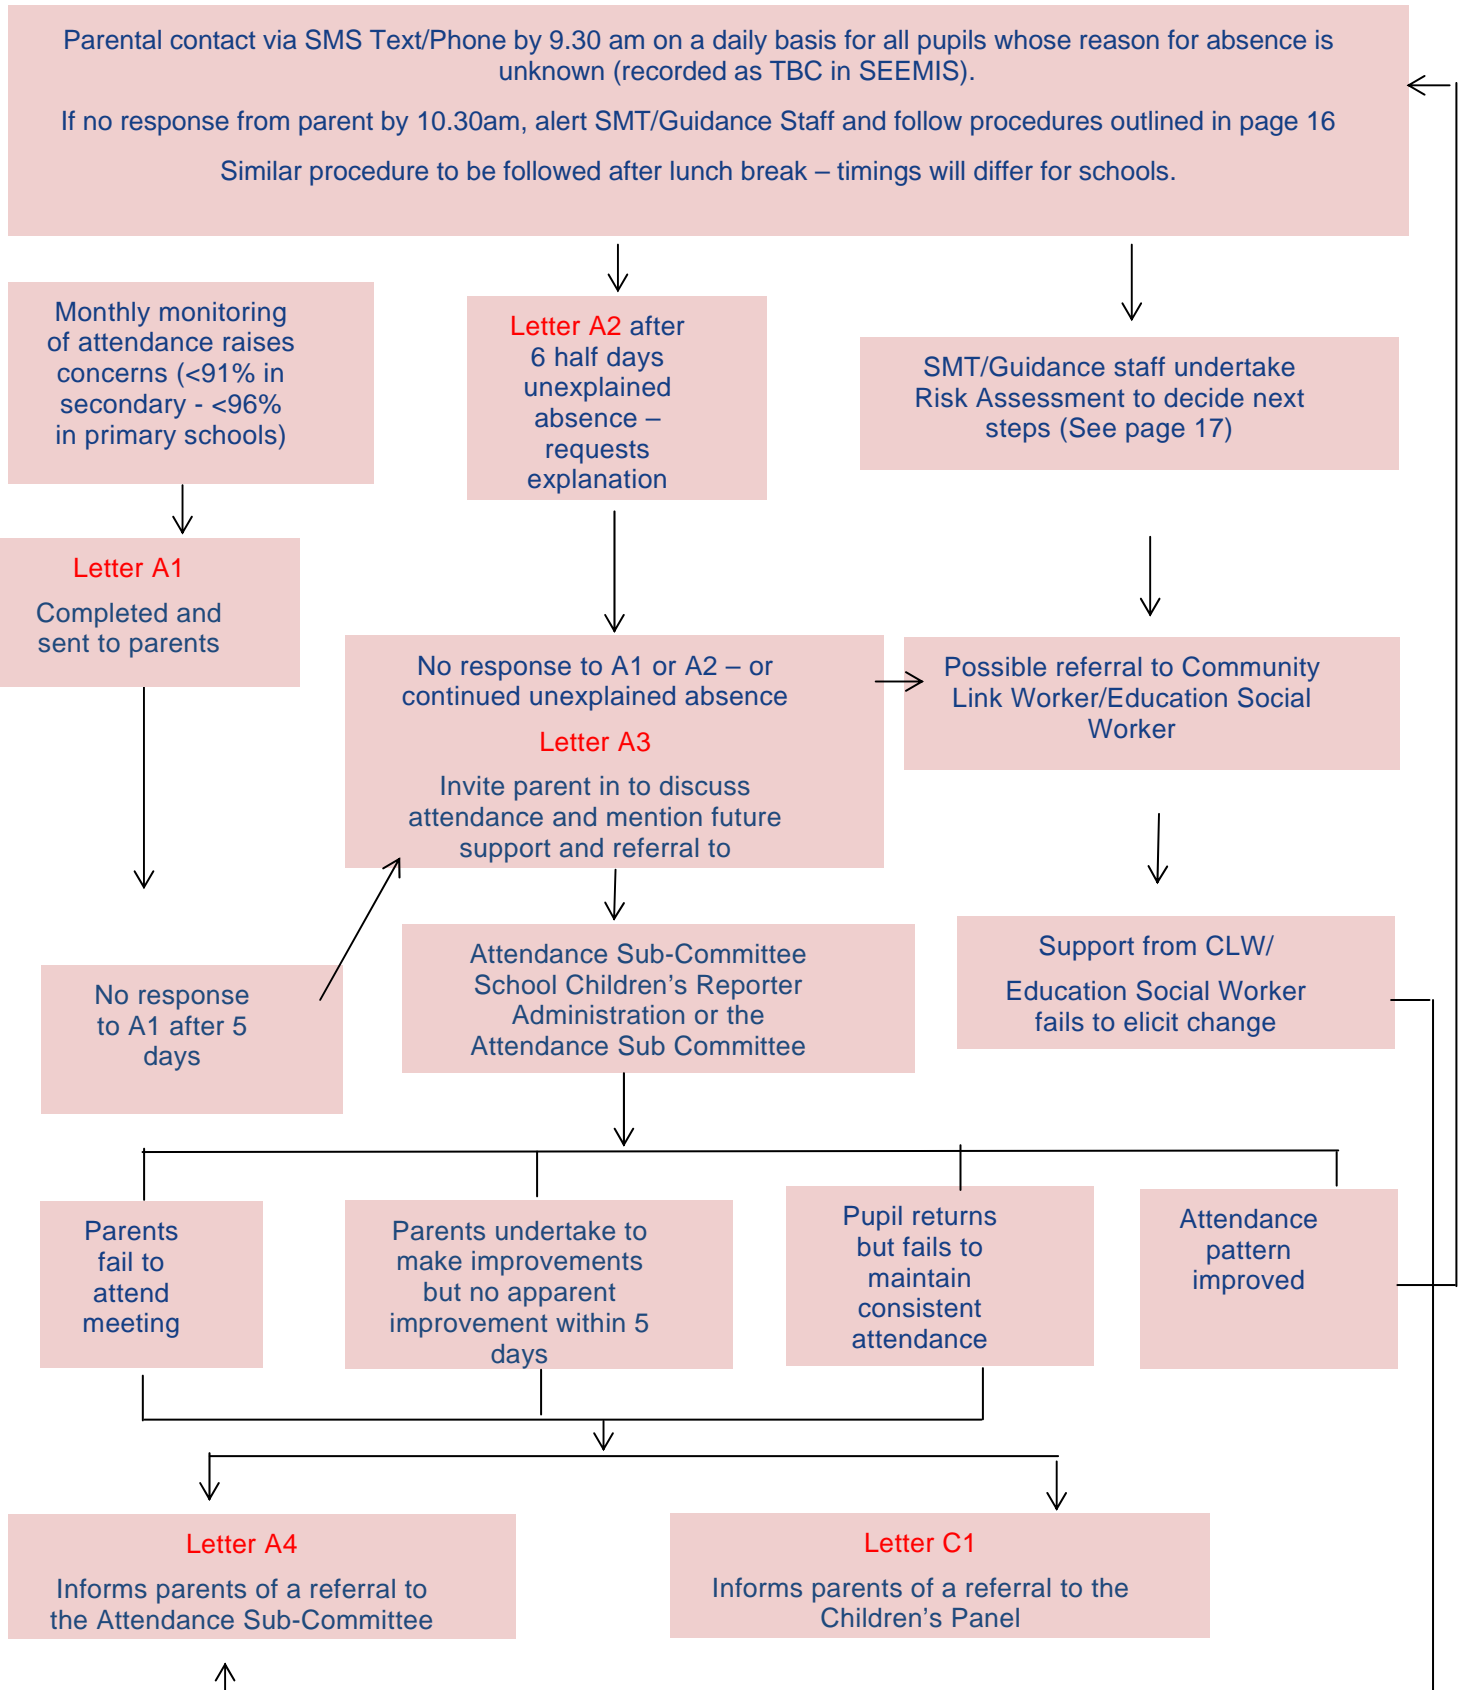 Parental contact via SMS Text/Phone by 9.30 am on a daily basis for all pupils whose reason for absence is
unknown (recorded as TBC in SEEMIS).
If no response from parent by 10.30am, alert SMT/Guidance Staff and follow procedures outlined in page 16
Similar procedure to be followed after lunch break – timings will differ for schools.
Monthly monitoring
of attendance raises
concerns (<91% in
secondary - <96%
in primary schools)
Letter A2 after
6 half days
unexplained
absence –
requests
explanation
SMT/Guidance staff undertake
Risk Assessment to decide next
steps (See page 17)
Letter A1
Completed and
sent to parents
No response to A1 or A2 – or
continued unexplained absence
Letter A3
Invite parent in to discuss
attendance and mention future
support and referral to
Possible referral to Community
Link Worker/Education Social
Worker
No response
to A1 after 5
days
Attendance Sub-Committee
School Children's Reporter
Administration or the
Attendance Sub Committee
Support from CLW/
Education Social Worker
fails to elicit change
Parents
fail to
attend
meeting
Parents undertake to
make improvements
but no apparent
improvement within 5
days
Pupil returns
but fails to
maintain
consistent
attendance
Attendance
pattern
improved
Letter A4
Informs parents of a referral to
the Attendance Sub-Committee
Letter C1
Informs parents of a referral to the
Children's Panel